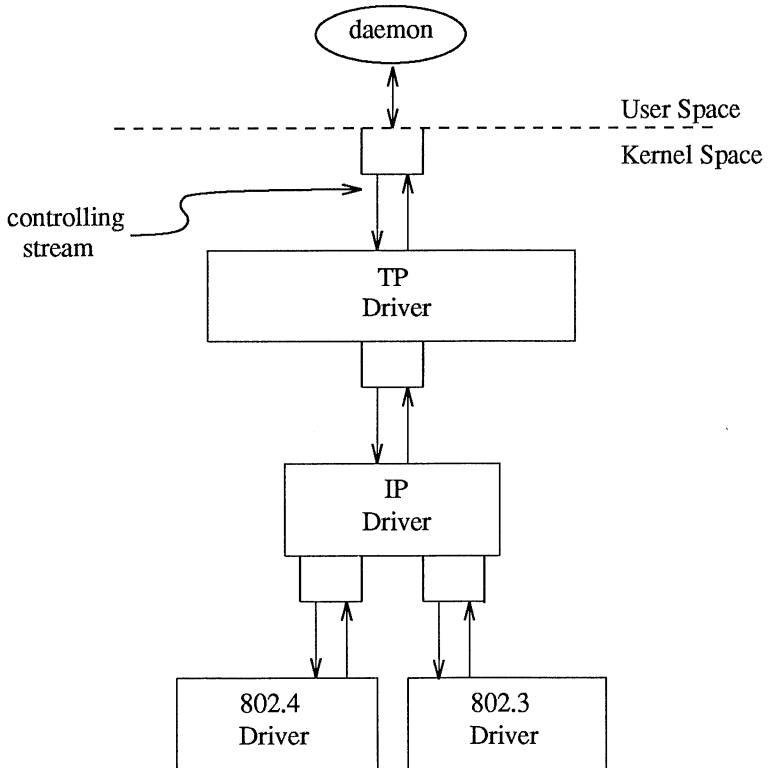 daemon
User Space
Kernel Space
controlling
stream
TP
Driver
IP
Driver
802.4
Driver
802.3
Driver